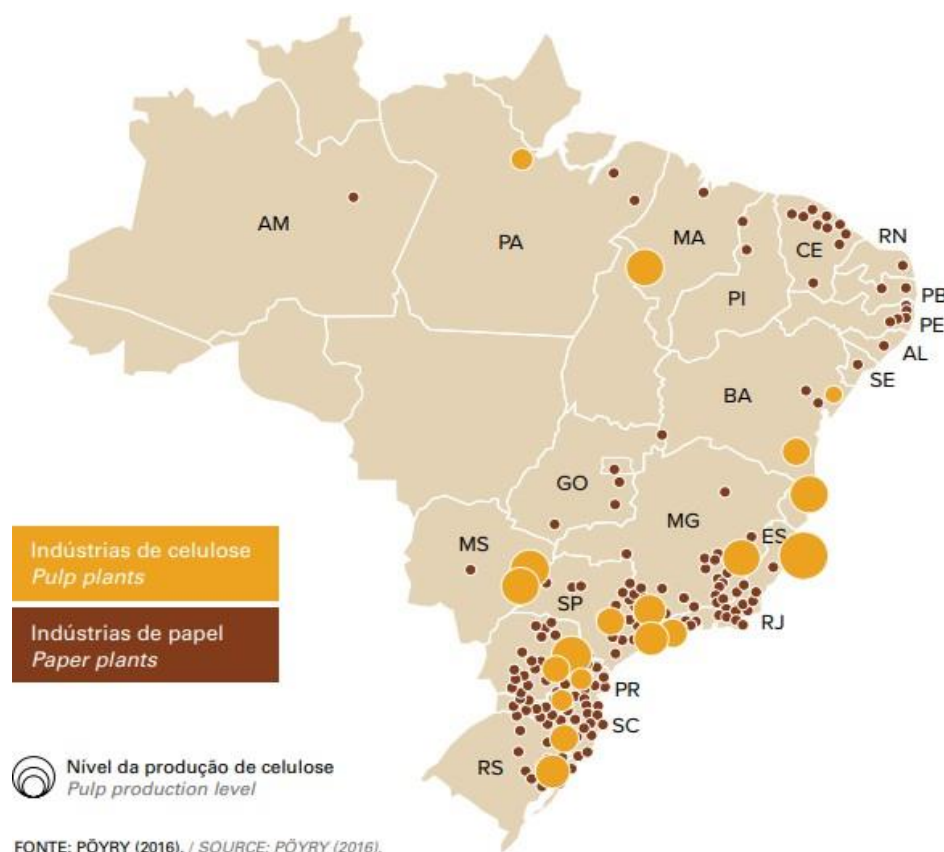 AM
PA
MA
CE
RN
PI
PB
PE
AL
SE
BA
GO
MG
ES
MS
SP
RJ
PR
SC
RS
Indústrias de celulose
Pulp plants
Indústrias de papel
Paper plants
Nível da produção de celulose
Pulp production level
FONTE: PÖYRY (2016). / SOURCE: PÖYRY (2016).